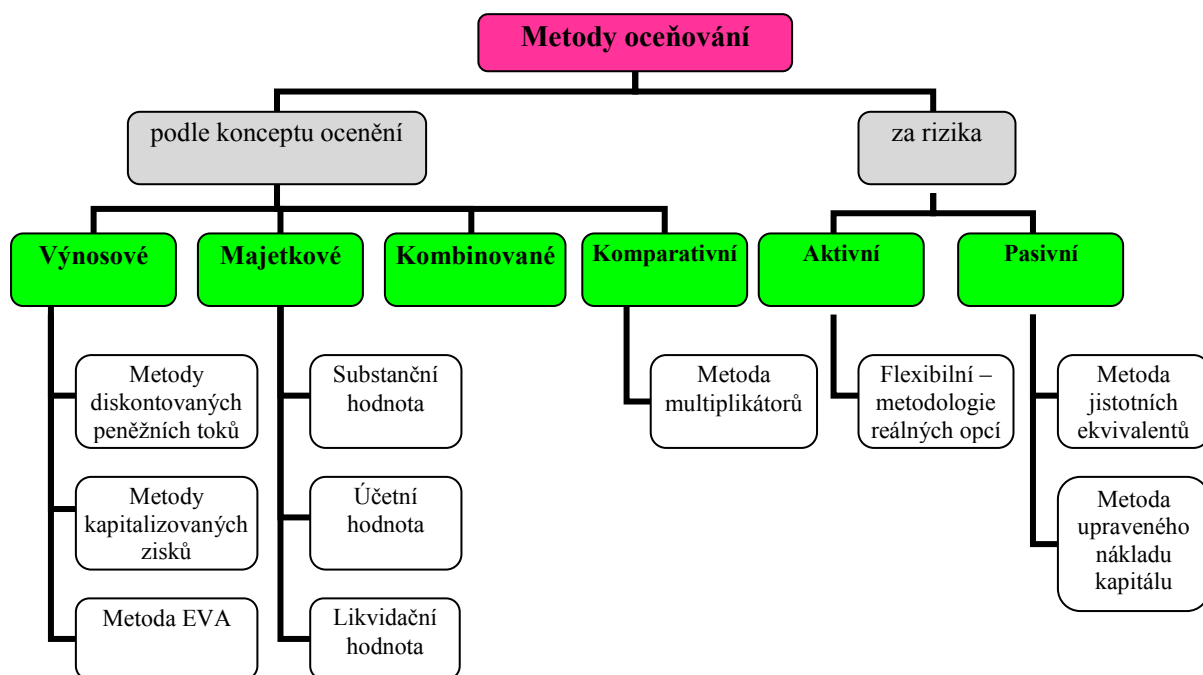 Metody oceňování
podle konceptu ocenění
za rizika
Výnosové
Majetkové
Kombinované
Komparativní
Aktivní
Pasivní
Metody
diskontovaných
peněžních toků
Substanční
hodnota
Metoda
multiplikátorů
Flexibilní –
metodologie
reálných opcí
Metoda
jistotních
ekvivalentů
Metody
kapitalizovaných
zisků
Účetní
hodnota
Metoda
upraveného
nákladu
kapitálu
Metoda EVA
Likvidační
hodnota